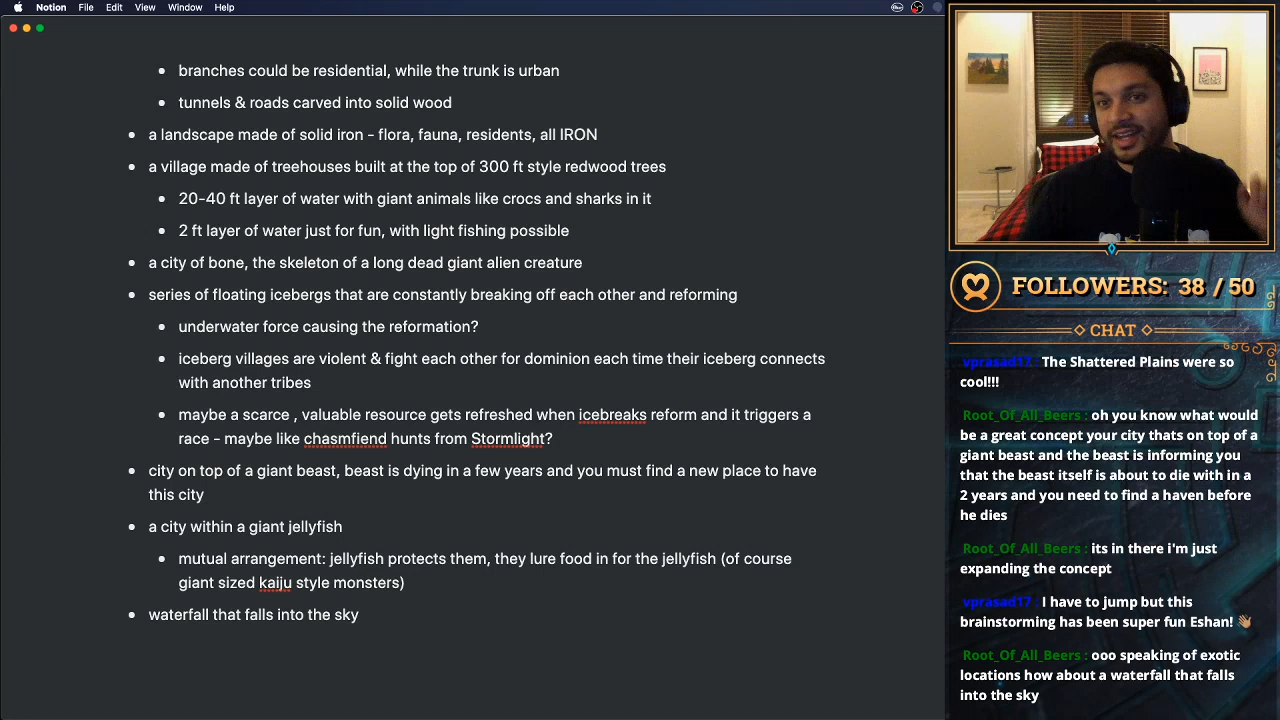 Notion File Edit View Window Help
branches could be residential, while the trunk is urban
tunnels & roads carved into solid wood
a landscape made of solid iron - flora, fauna, residents, all IRON
a village made of treehouses built at the top of 300 ft style redwood trees
20-40 ft layer of water with giant animals like crocs and sharks in it
2 ft layer of water just for fun, with light fishing possible
a city of bone, the skeleton of a long dead giant alien creature
series of floating icebergs that are constantly breaking off each other and reforming
underwater force causing the reformation?
iceberg villages are violent & fight each other for dominion each time their iceberg connects
with another tribes
maybe a scarce , valuable resource gets refreshed when icebreaks reform and it triggers a
race - maybe like chasmfiend hunts from Stormlight?
city on top of a giant beast, beast is dying in a few years and you must find a new place to have
this city
a city within a giant jellyfish
mutual arrangement: jellyfish protects them, they lure food in for the jellyfish (of course
giant sized kaiju style monsters)
waterfall that falls into the sky
FOLLOWERS: 38 / 50
CHAT
vprasad17 : The Shattered Plains were so
cool!!!
Root_Of_All_Beers : oh you know what would
be a great concept your city thats on top of a
giant beast and the beast is informing you
that the beast itself is about to die with in a
2 years and you need to find a haven before
he dies
Root_Of_All_Beers : its in there i'm just
expanding the concept
vprasad17 : I have to jump but this
brainstorming has been super fun Eshan! 👋🏽
Root_Of_All_Beers : ooo speaking of exotic
locations how about a waterfall that falls
into the sky